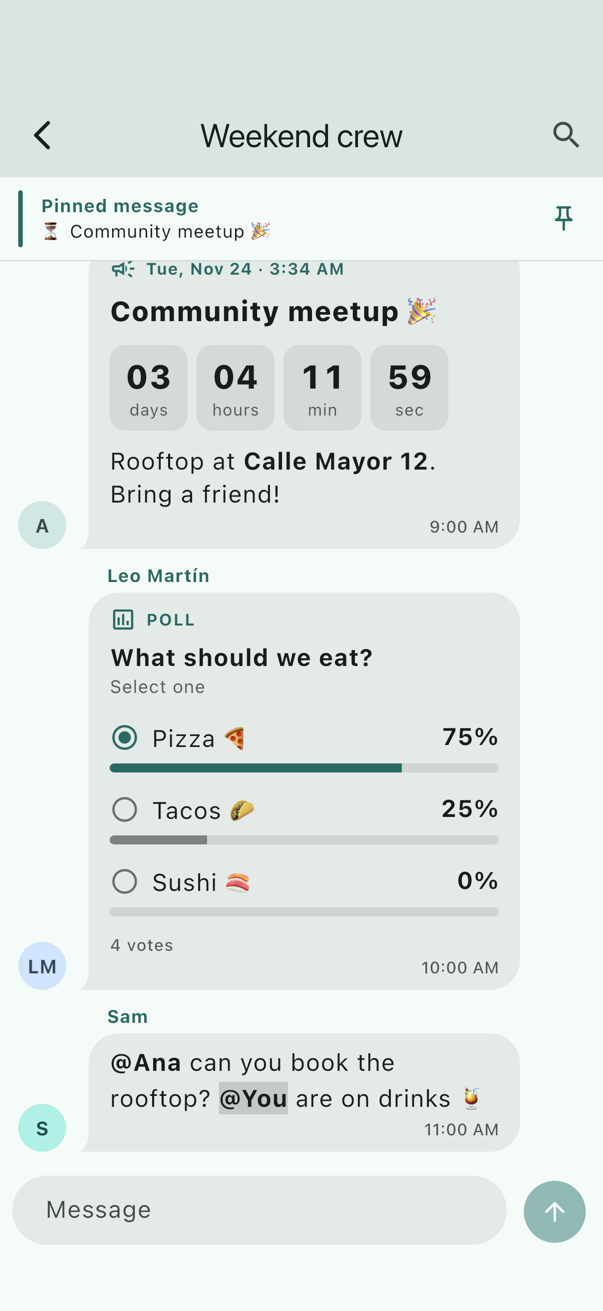 Weekend crew
Pinned message
⏳ Community meetup 🎉
Tue, Nov 24 · 3:34 AM
Community meetup 🎉
03 04 11 59
days hours min sec
Rooftop at Calle Mayor 12.
Bring a friend!
9:00 AM
A
Leo Martín
POLL
What should we eat?
Select one
Pizza 🍕 75%
Tacos 🌮 25%
Sushi 🍣 0%
4 votes
10:00 AM
LM
Sam
@Ana can you book the
rooftop? @You are on drinks 🍹
11:00 AM
S
Message